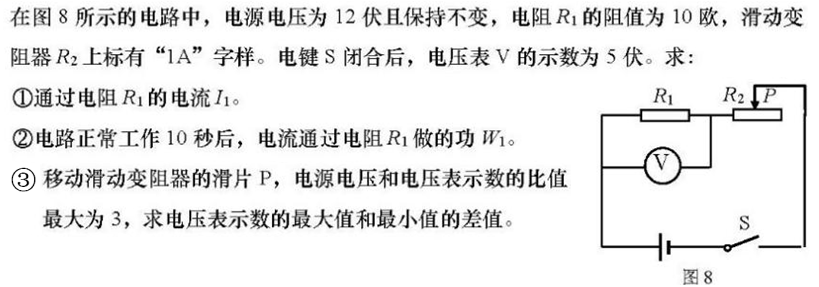 在图 8 所示的电路中，电源电压为 12 伏且保持不变，电阻 R₁ 的阻值为 10 欧，滑动变
阻器 R₂ 上标有“1A”字样。电键 S 闭合后，电压表 V 的示数为 5 伏。求：
①通过电阻 R₁ 的电流 I₁。
②电路正常工作 10 秒后，电流通过电阻 R₁ 做的功 W₁。
③ 移动滑动变阻器的滑片 P，电源电压和电压表示数的比值
最大为 3，求电压表示数的最大值和最小值的差值。
R₁ R₂ P
V
S
图 8